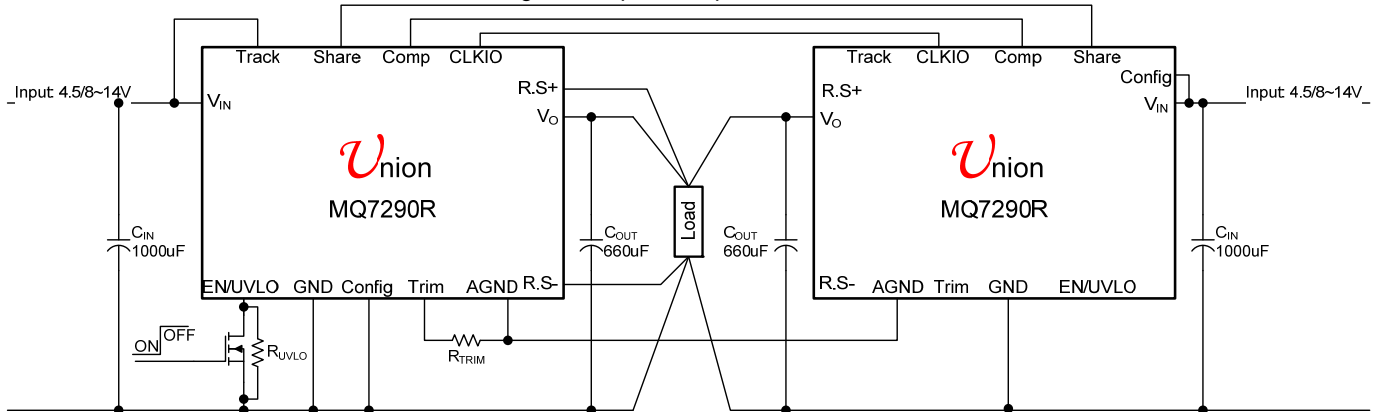 Track Share Comp CLKIO
Track CLKIO Comp Share
Input: 4.5/8~14V
VIN
R.S+
VO
R.S+
VO
Config
VIN
Input: 4.5/8~14V
Union
MQ7290R
Union
MQ7290R
Load
CIN
1000uF
COUT
660uF
COUT
660uF
CIN
1000uF
EN/UVLO GND Config Trim AGND R.S-
R.S- AGND Trim GND EN/UVLO
ON OFF
RUVLO
RTRIM